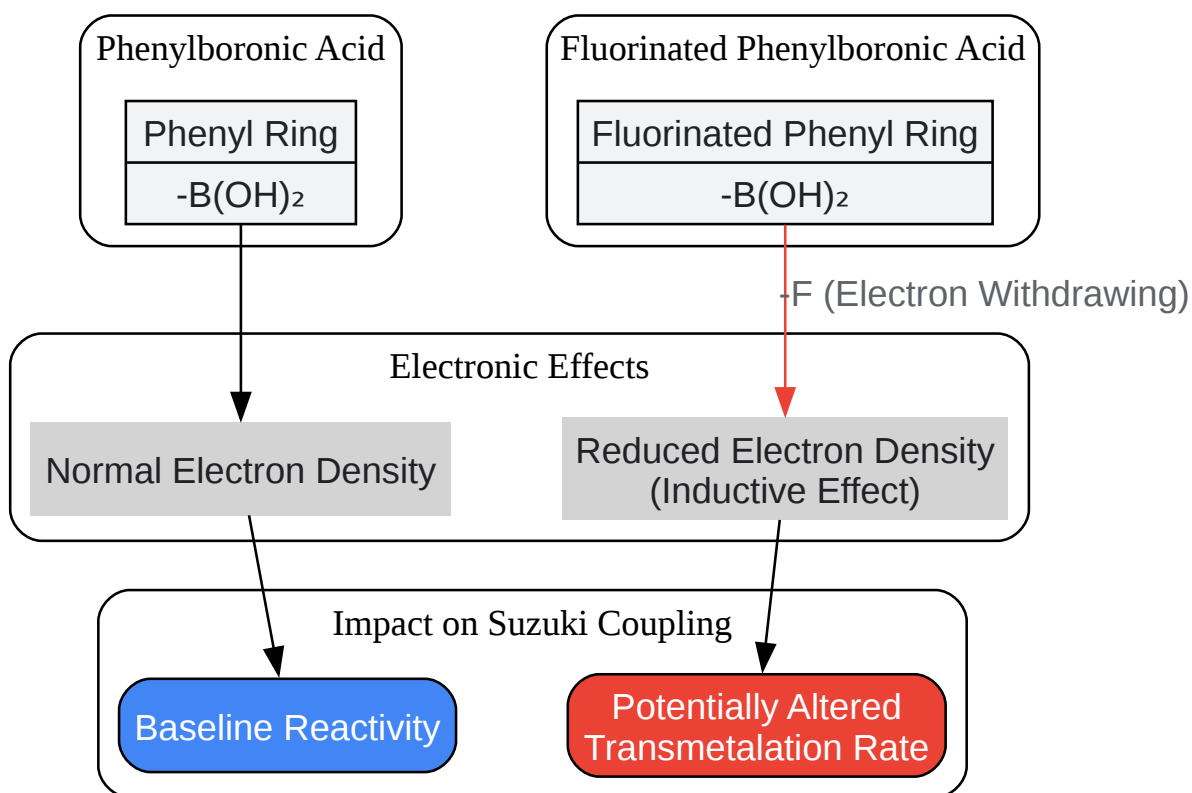 Phenylboronic Acid
Fluorinated Phenylboronic Acid
Phenyl Ring
Fluorinated Phenyl Ring
-B(OH)₂
-B(OH)₂
-F (Electron Withdrawing)
Electronic Effects
Normal Electron Density
Reduced Electron Density
(Inductive Effect)
Impact on Suzuki Coupling
Baseline Reactivity
Potentially Altered
Transmetalation Rate